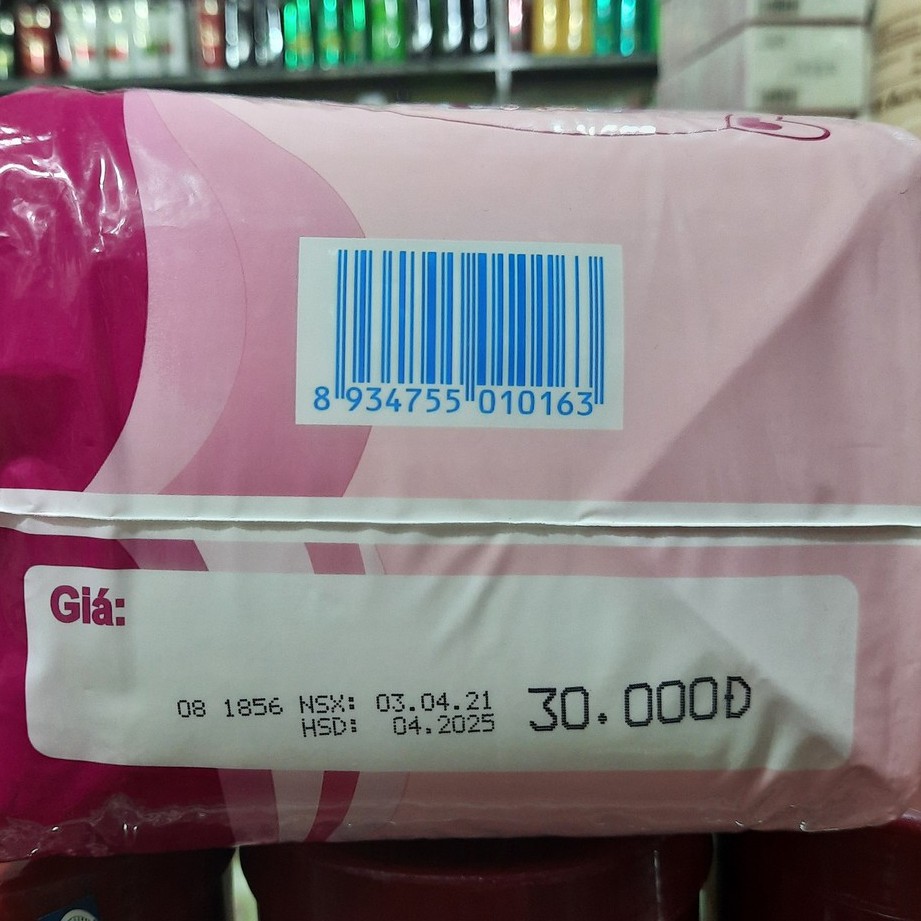 8 934755 010163
Giá:
08 1856 NSX: 03.04.21
HSD: 04.2025
30.000Đ